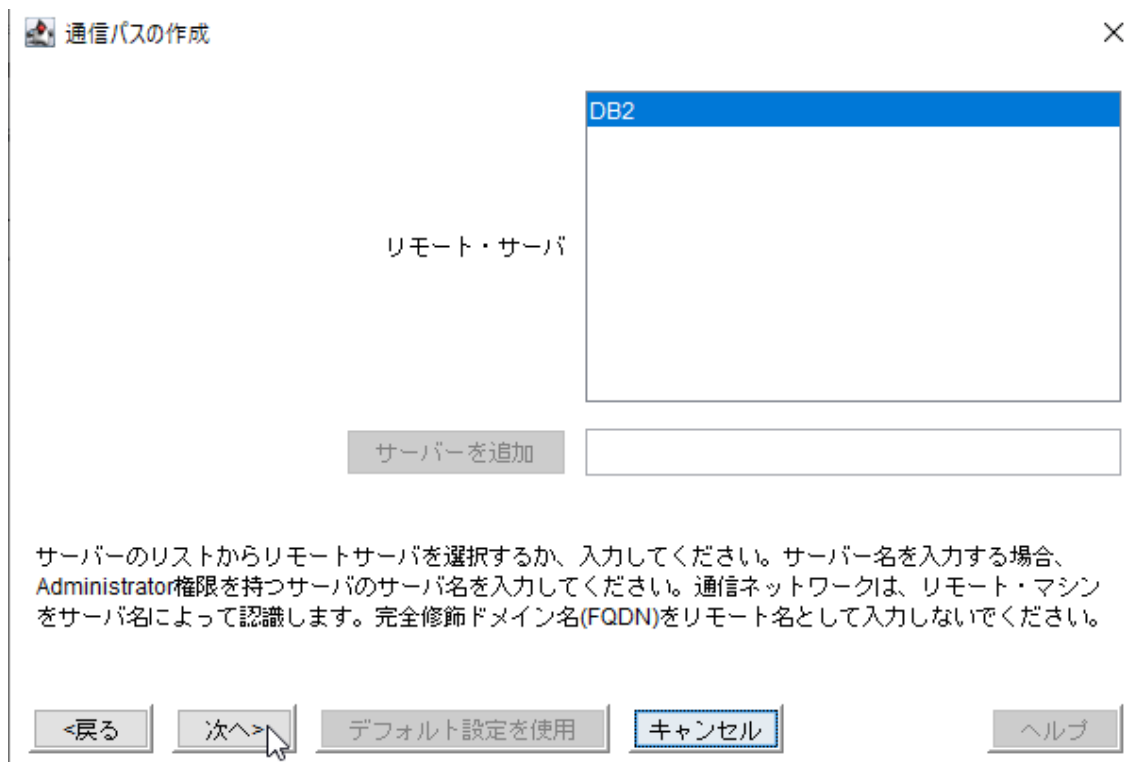 通信パスの作成
DB2
リモート・サーバ
サーバーを追加
サーバーのリストからリモートサーバを選択するか、入力してください。サーバー名を入力する場合、
Administrator権限を持つサーバのサーバ名を入力してください。通信ネットワークは、リモート・マシン
をサーバ名によって認識します。完全修飾ドメイン名(FQDN)をリモート名として入力しないでください。
<戻る 次へ> デフォルト設定を使用 キャンセル ヘルプ